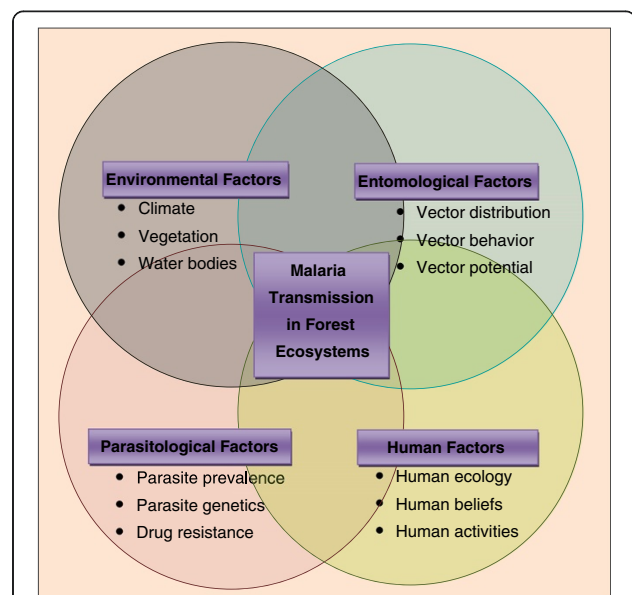 Environmental Factors
• Climate
• Vegetation
• Water bodies
Entomological Factors
• Vector distribution
• Vector behavior
• Vector potential
Malaria
Transmission
in Forest
Ecosystems
Parasitological Factors
• Parasite prevalence
• Parasite genetics
• Drug resistance
Human Factors
• Human ecology
• Human beliefs
• Human activities